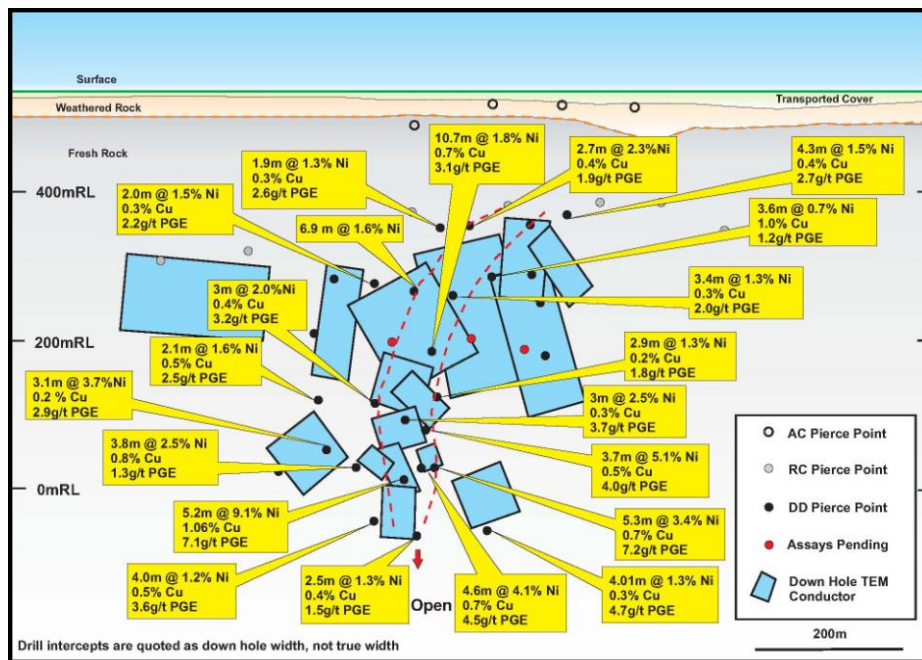 Surface
Weathered Rock
Transported Cover
Fresh Rock
400mRL
200mRL
0mRL
10.7m @ 1.8% Ni
0.7% Cu
3.1g/t PGE
2.7m @ 2.3%Ni
0.4% Cu
1.9g/t PGE
4.3m @ 1.5% Ni
0.4% Cu
2.7g/t PGE
1.9m @ 1.3% Ni
0.3% Cu
2.6g/t PGE
2.0m @ 1.5% Ni
0.3% Cu
2.2g/t PGE
6.9 m @ 1.6% Ni
3.6m @ 0.7% Ni
1.0% Cu
1.2g/t PGE
3m @ 2.0%Ni
0.4% Cu
3.2g/t PGE
3.4m @ 1.3% Ni
0.3% Cu
2.0g/t PGE
2.1m @ 1.6% Ni
0.5% Cu
2.5g/t PGE
2.9m @ 1.3% Ni
0.2% Cu
1.8g/t PGE
3.1m @ 3.7%Ni
0.2 % Cu
2.9g/t PGE
3m @ 2.5% Ni
0.3% Cu
3.7g/t PGE
3.8m @ 2.5% Ni
0.8% Cu
1.3g/t PGE
3.7m @ 5.1% Ni
0.5% Cu
4.0g/t PGE
5.2m @ 9.1% Ni
1.06% Cu
7.1g/t PGE
5.3m @ 3.4% Ni
0.7% Cu
7.2g/t PGE
4.0m @ 1.2% Ni
0.5% Cu
3.6g/t PGE
2.5m @ 1.3% Ni
0.4% Cu
1.5g/t PGE
Open
4.6m @ 4.1% Ni
0.7% Cu
4.5g/t PGE
4.01m @ 1.3% Ni
0.3% Cu
4.7g/t PGE
AC Pierce Point
RC Pierce Point
DD Pierce Point
Assays Pending
Down Hole TEM
Conductor
200m
Drill intercepts are quoted as down hole width, not true width